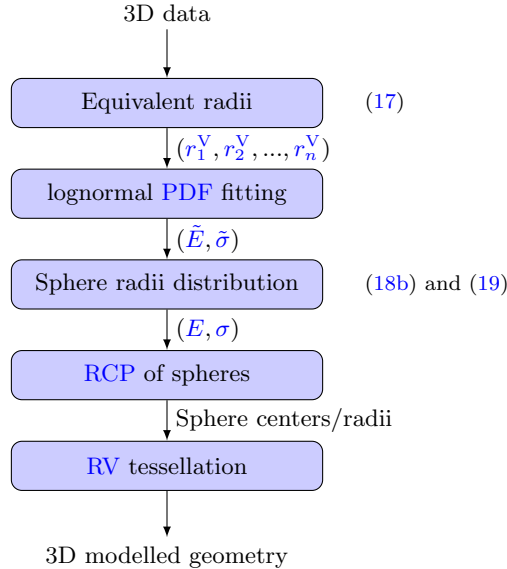 3D data
Equivalent radii (17)
(r₁ⱽ, r₂ⱽ, ..., rₙⱽ)
lognormal PDF fitting
(Ẽ, σ̃)
Sphere radii distribution (18b) and (19)
(E, σ)
RCP of spheres
Sphere centers/radii
RV tessellation
3D modelled geometry